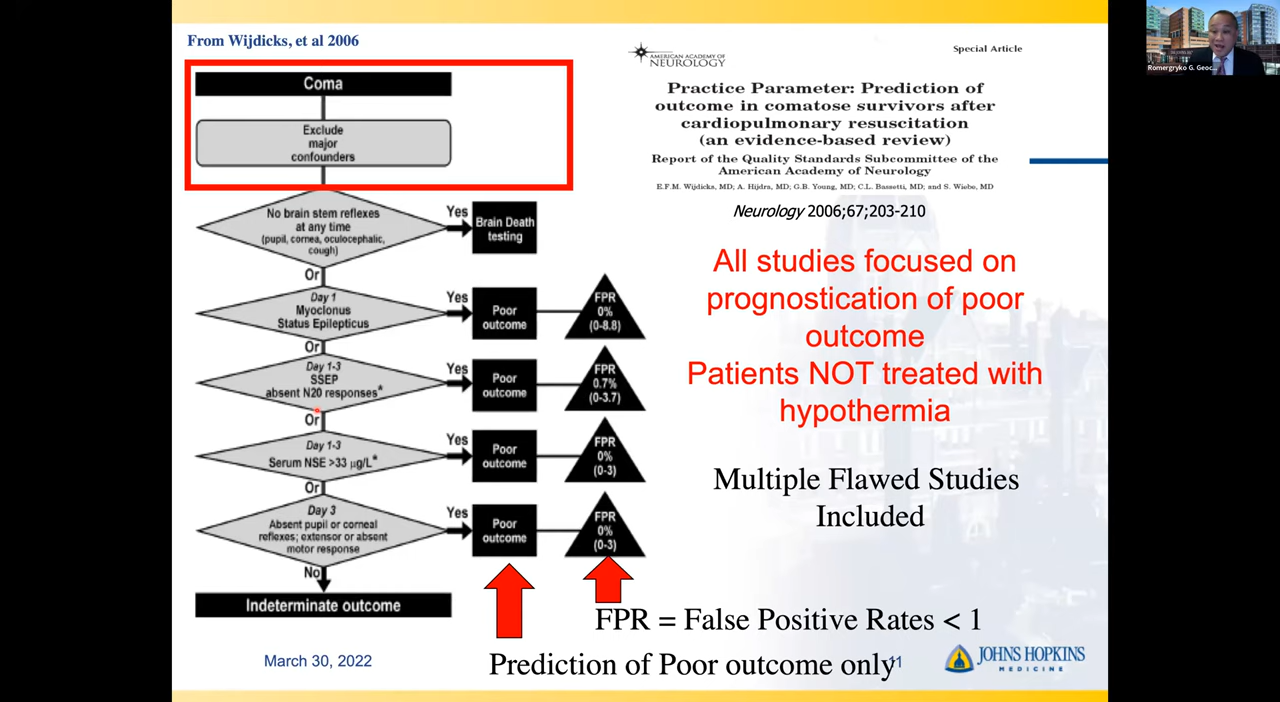 From Wijdicks, et al 2006
Coma
Exclude
major
confounders
No brain stem reflexes
at any time
(pupil, cornea, oculocephalic,
cough)
Yes
Brain Death
testing
Or
Day 1
Myoclonus
Status Epilepticus
Yes
Poor
outcome
FPR
0%
(0-8.8)
Or
Day 1-3
SSEP
absent N20 responses*
Yes
Poor
outcome
FPR
0.7%
(0-3.7)
Or
Day 1-3
Serum NSE >33 µg/L*
Yes
Poor
outcome
FPR
0%
(0-3)
Or
Day 3
Absent pupil or corneal
reflexes; extensor or absent
motor response
Yes
Poor
outcome
FPR
0%
(0-3)
No
Indeterminate outcome
AMERICAN ACADEMY OF
NEUROLOGY
Special Article
Practice Parameter: Prediction of
outcome in comatose survivors after
cardiopulmonary resuscitation
(an evidence-based review)
Report of the Quality Standards Subcommittee of the
American Academy of Neurology
E.F.M. Wijdicks, MD; A. Hijdra, MD; G.B. Young, MD; C.L. Bassetti, MD; and S. Wiebe, MD
Neurology 2006;67;203-210
All studies focused on
prognostication of poor
outcome
Patients NOT treated with
hypothermia
Multiple Flawed Studies
Included
FPR = False Positive Rates < 1
Prediction of Poor outcome only
March 30, 2022
11
JOHNS HOPKINS
MEDICINE
Romergryko G. Geoc...